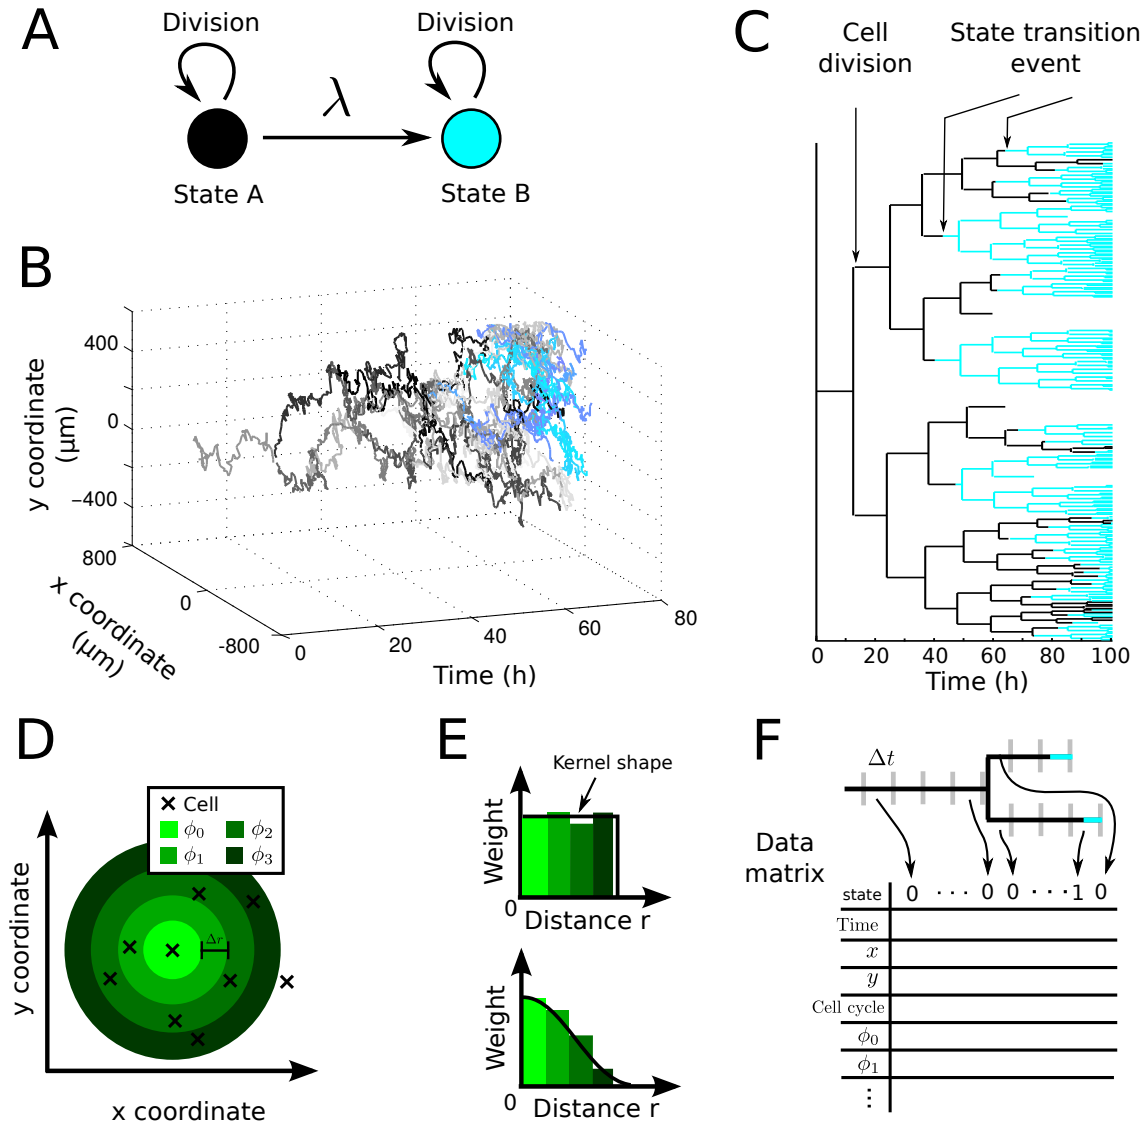 A
Division
Division
λ
State A
State B
B
y coordinate
(µm)
400
0
−400
800
0
-800
x coordinate
(µm)
0
20
40
60
80
Time (h)
C
Cell
division
State transition
event
0
20
40
60
80
100
Time (h)
D
Cell
ϕ0
ϕ2
ϕ1
ϕ3
Δr
y coordinate
x coordinate
E
Kernel shape
Weight
0
Distance r
Weight
0
Distance r
F
Δt
Data
matrix
state 0 ··· 0 0 ··· 1 0
Time
x
y
Cell cycle
ϕ0
ϕ1
⋮